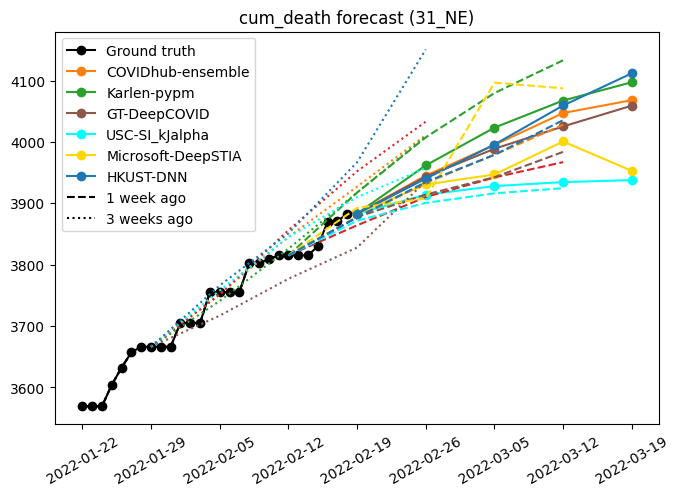 cum_death forecast (31_NE)
Ground truth
COVIDhub-ensemble
Karlen-pypm
GT-DeepCOVID
USC-SI_kJalpha
Microsoft-DeepSTIA
HKUST-DNN
1 week ago
3 weeks ago
4100
4000
3900
3800
3700
3600
2022-01-22
2022-01-29
2022-02-05
2022-02-12
2022-02-19
2022-02-26
2022-03-05
2022-03-12
2022-03-19